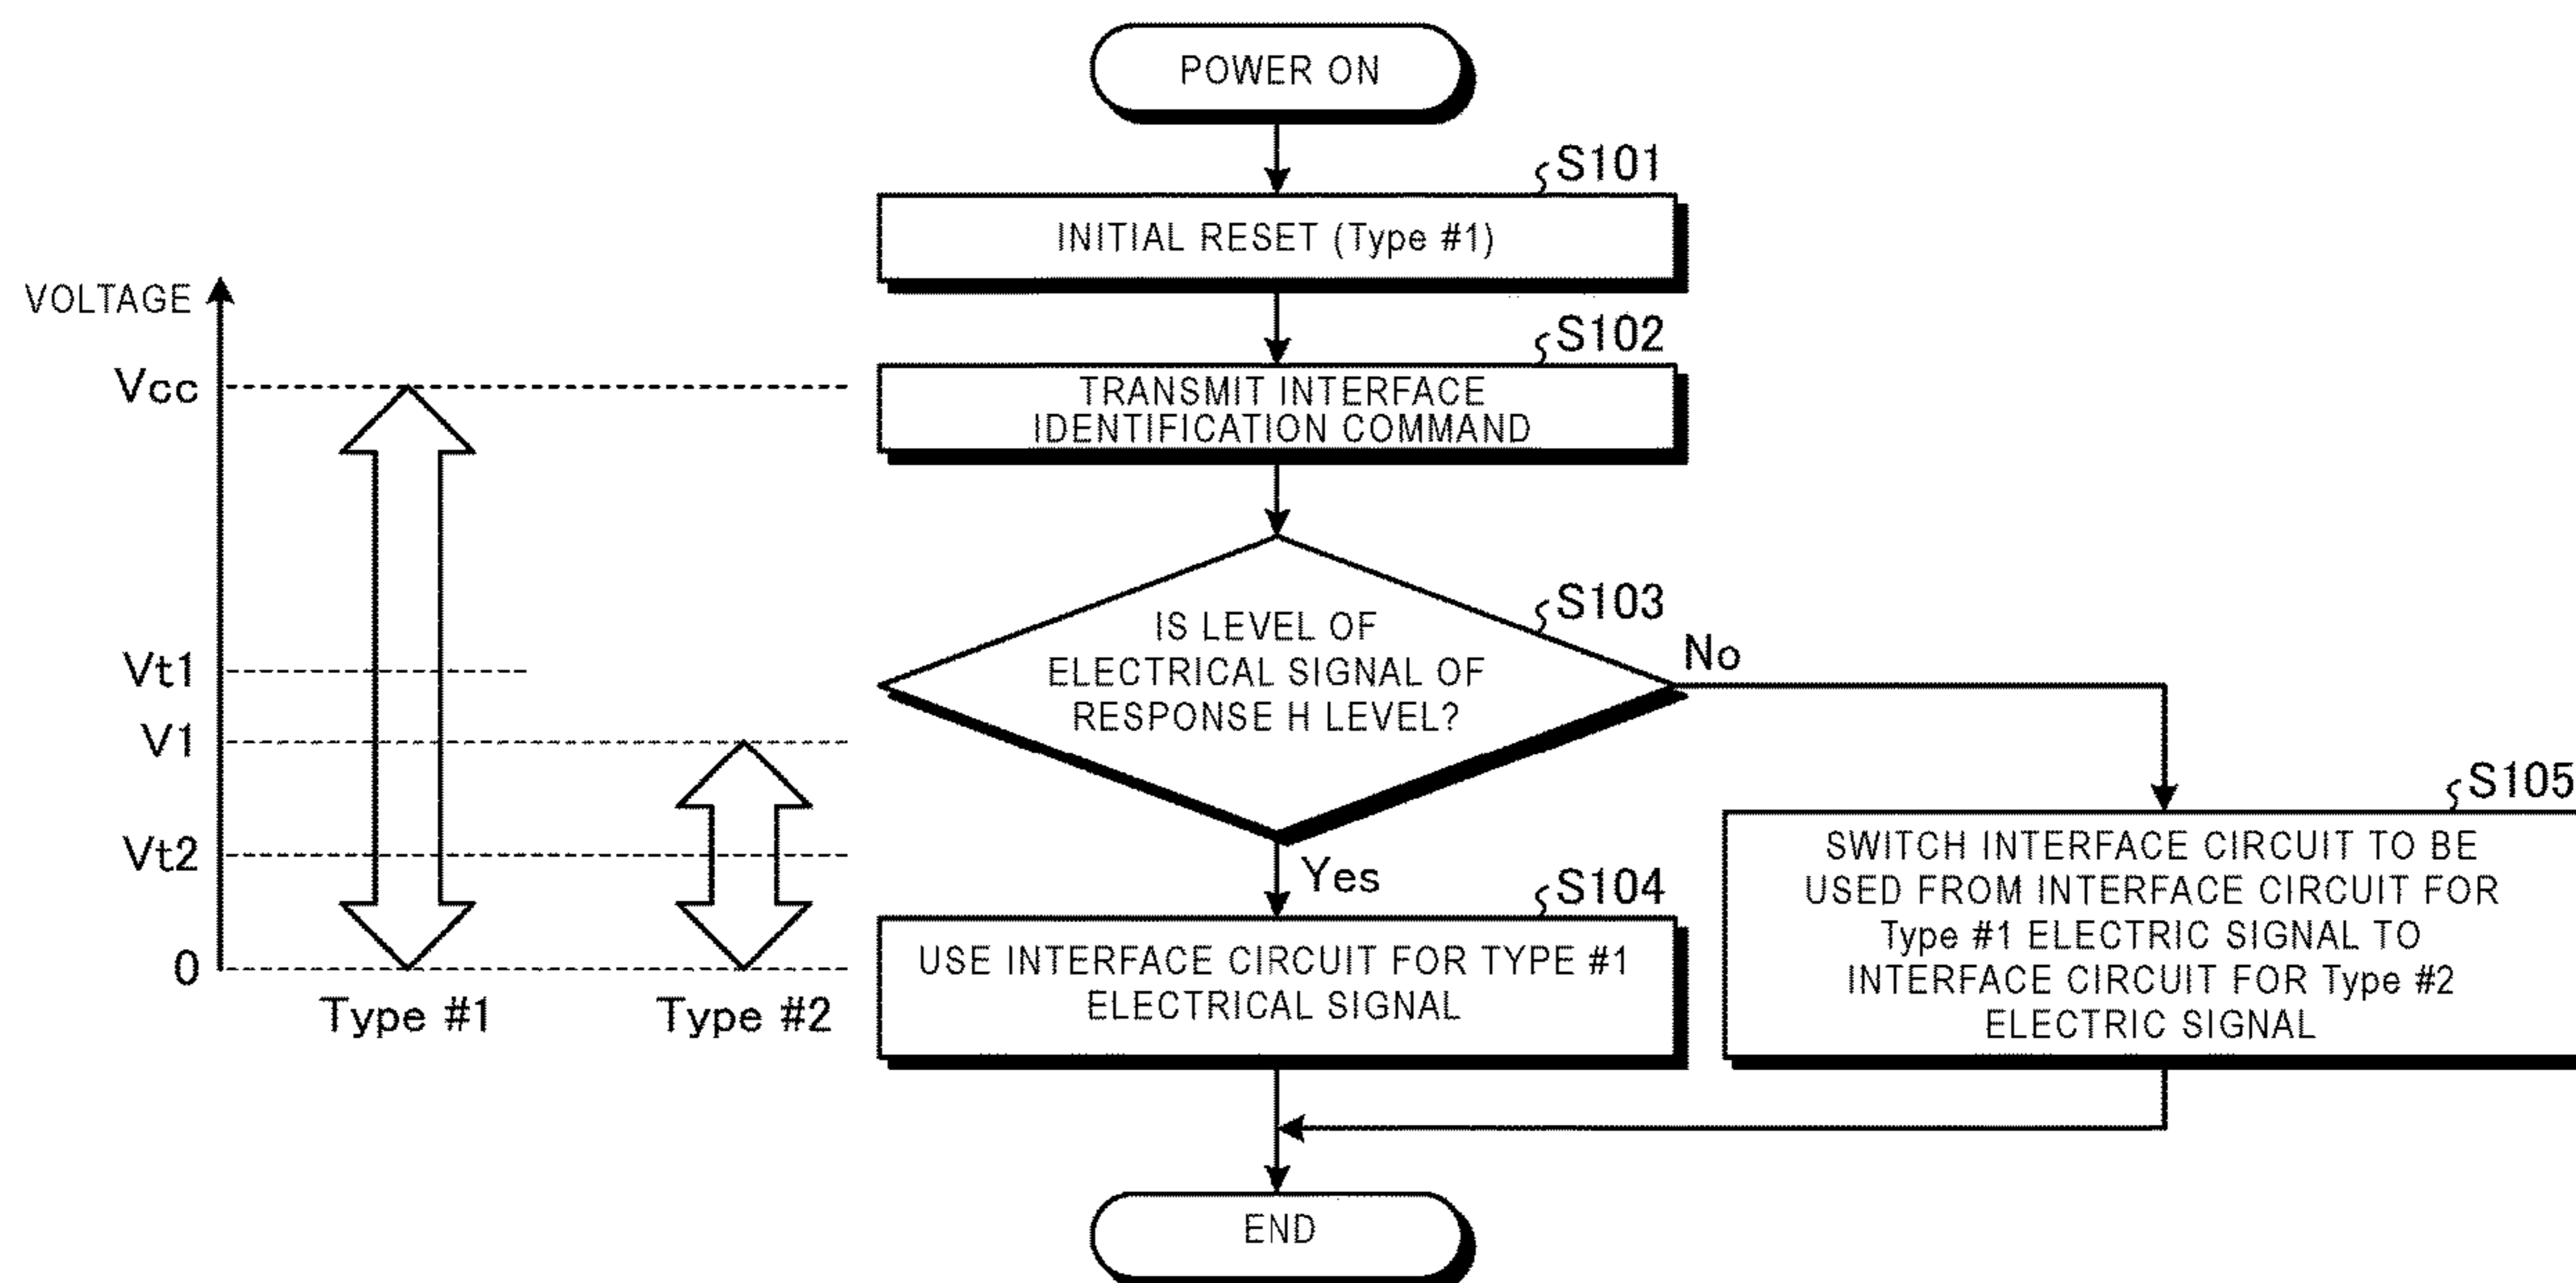 POWER ON
S101
INITIAL RESET (Type #1)
S102
TRANSMIT INTERFACE
IDENTIFICATION COMMAND
S103
IS LEVEL OF
ELECTRICAL SIGNAL OF
RESPONSE H LEVEL?
No
Yes
S104
USE INTERFACE CIRCUIT FOR TYPE #1
ELECTRICAL SIGNAL
S105
SWITCH INTERFACE CIRCUIT TO BE
USED FROM INTERFACE CIRCUIT FOR
Type #1 ELECTRIC SIGNAL TO
INTERFACE CIRCUIT FOR Type #2
ELECTRIC SIGNAL
END
VOLTAGE
Vcc
Vt1
V1
Vt2
0
Type #1
Type #2